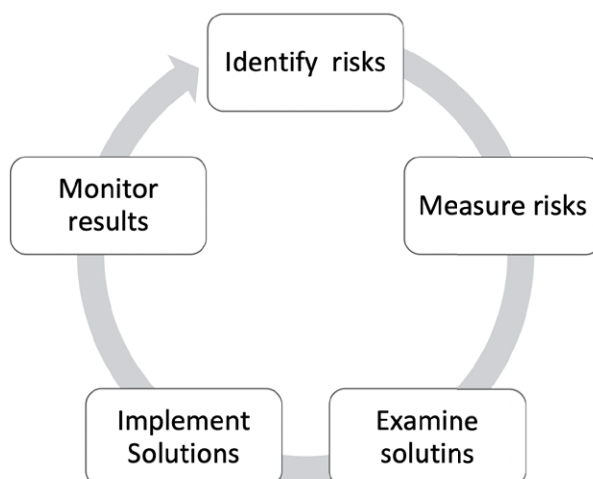 Identify risks
Measure risks
Examine
solutins
Implement
Solutions
Monitor
results